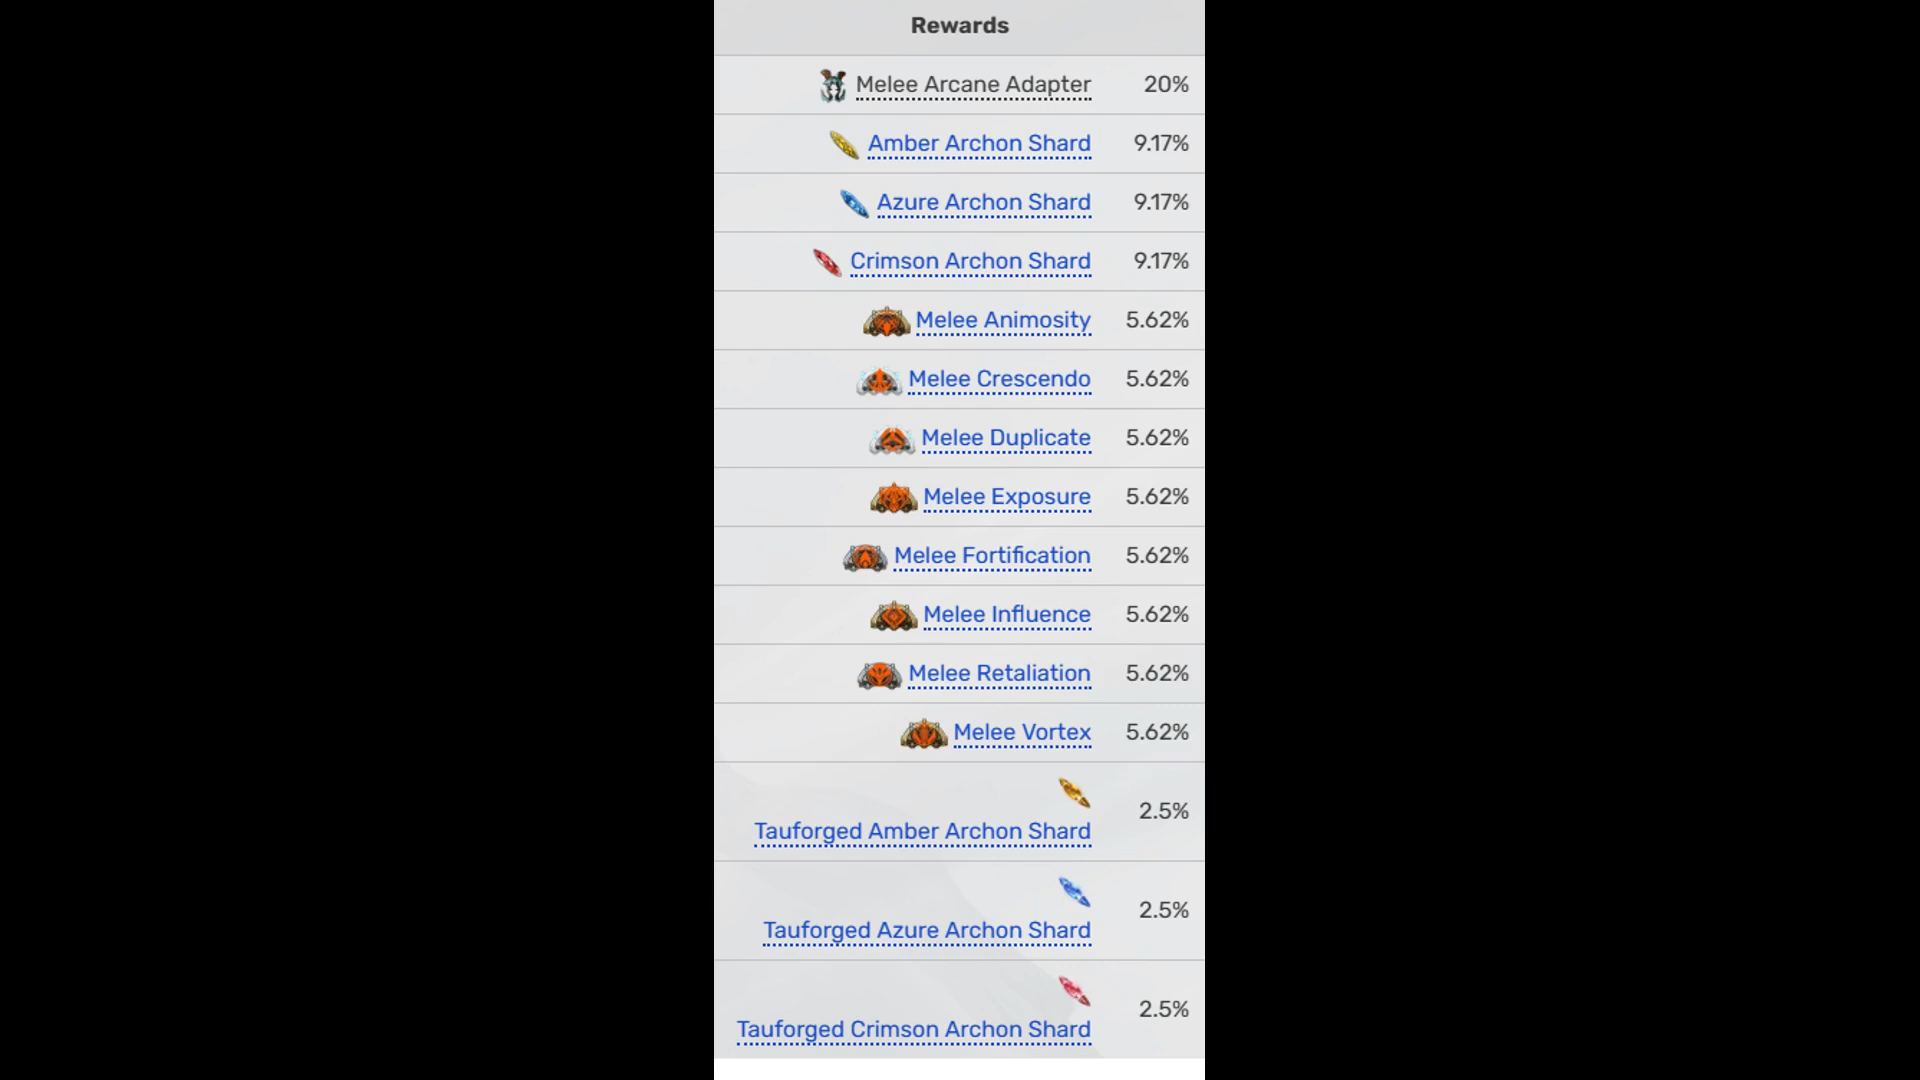 Rewards
Melee Arcane Adapter 20%
Amber Archon Shard 9.17%
Azure Archon Shard 9.17%
Crimson Archon Shard 9.17%
Melee Animosity 5.62%
Melee Crescendo 5.62%
Melee Duplicate 5.62%
Melee Exposure 5.62%
Melee Fortification 5.62%
Melee Influence 5.62%
Melee Retaliation 5.62%
Melee Vortex 5.62%
Tauforged Amber Archon Shard 2.5%
Tauforged Azure Archon Shard 2.5%
Tauforged Crimson Archon Shard 2.5%